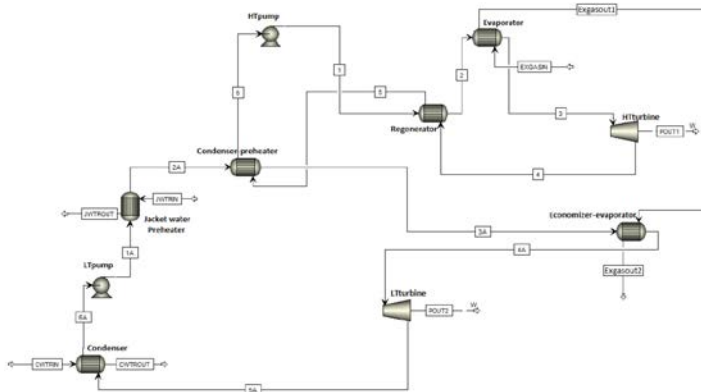 Exgasout1
Evaporator
HTpump
EXGASIN
1
2
3
6
5
Regenerator
HTturbine
POUT1
W
Condenser preheater
2A
4
JWTRIN
JWTROUT
Jacket water
Preheater
Economizer-evaporator
3A
4A
1A
LTpump
Exgasout2
LTturbine
POUT2
W
6A
Condenser
CWTRIN
CWTROUT
5A